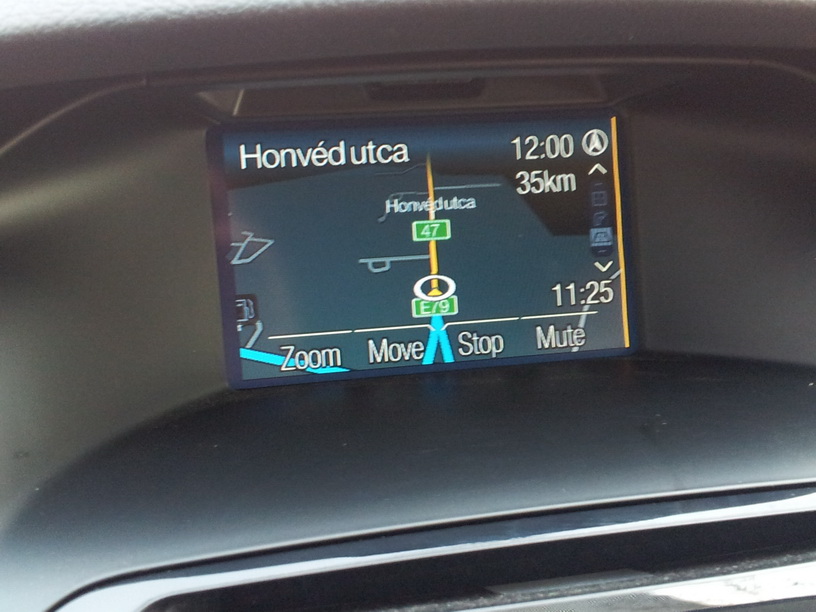 Honvéd utca
12:00
35km
Honvéd utca
47
E79
11:25
Zoom Move Stop Mute